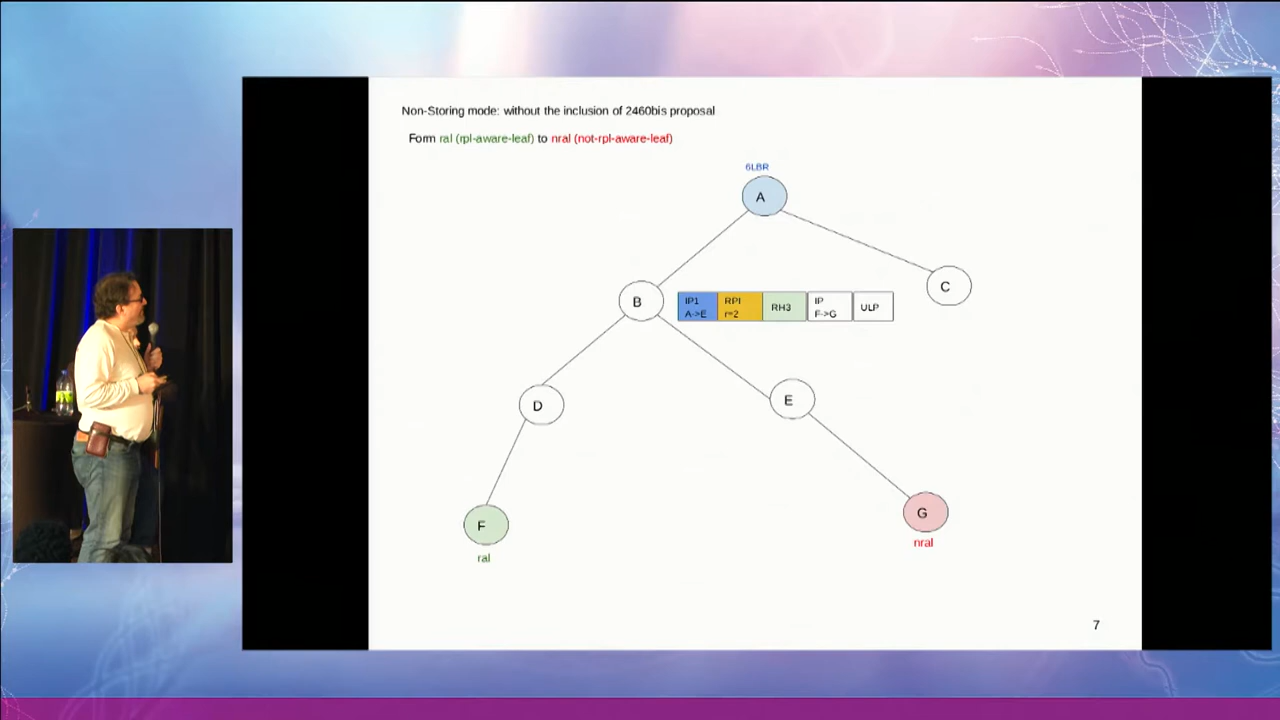 Non-Storing mode: without the inclusion of 2460bis proposal
Form ral (rpl-aware-leaf) to nral (not-rpl-aware-leaf)
6LBR
A
B
IP1 A->E
RPI r=2
RH3
IP F->G
ULP
C
D
E
F
ral
G
nral
7